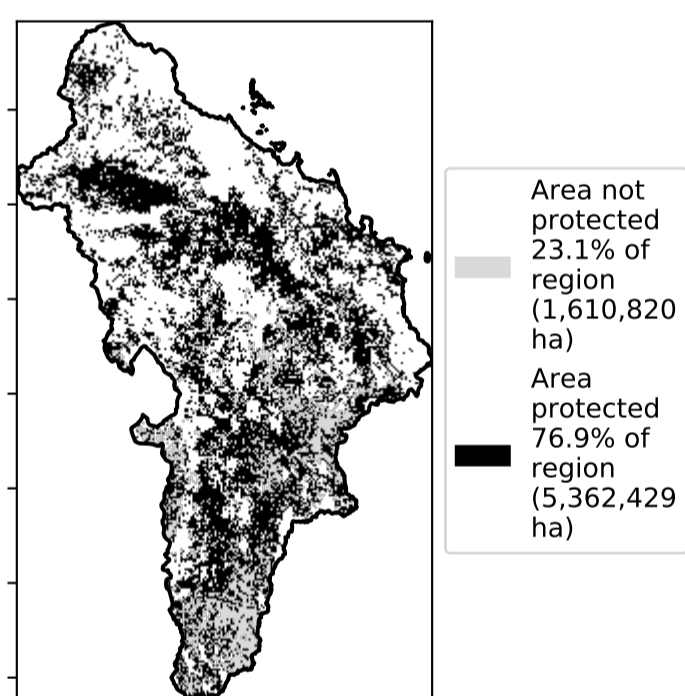 Area not
protected
23.1% of
region
(1,610,820
ha)
Area
protected
76.9% of
region
(5,362,429
ha)